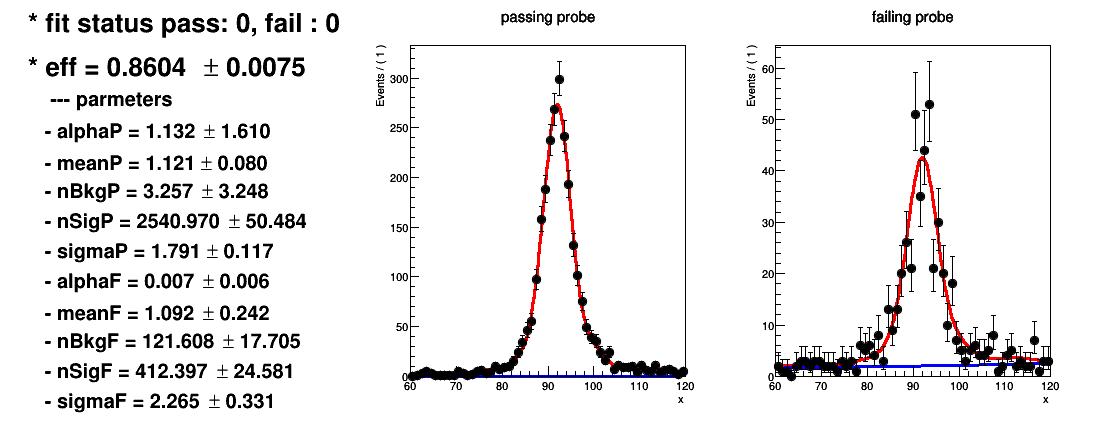 * fit status pass: 0, fail : 0
* eff = 0.8604 ± 0.0075
--- parmeters
- alphaP = 1.132 ± 1.610
- meanP = 1.121 ± 0.080
- nBkgP = 3.257 ± 3.248
- nSigP = 2540.970 ± 50.484
- sigmaP = 1.791 ± 0.117
- alphaF = 0.007 ± 0.006
- meanF = 1.092 ± 0.242
- nBkgF = 121.608 ± 17.705
- nSigF = 412.397 ± 24.581
- sigmaF = 2.265 ± 0.331
passing probe
Events / ( 1 )
300
250
200
150
100
50
0
60 70 80 90 100 110 120
x
failing probe
Events / ( 1 )
60
50
40
30
20
10
0
60 70 80 90 100 110 120
x